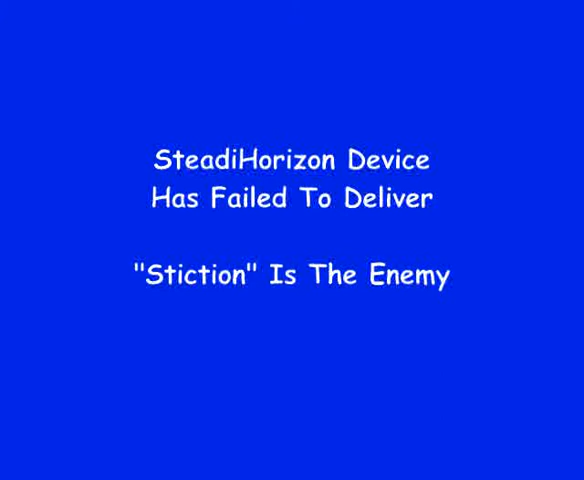 SteadiHorizon Device
Has Failed To Deliver
"Stiction" Is The Enemy